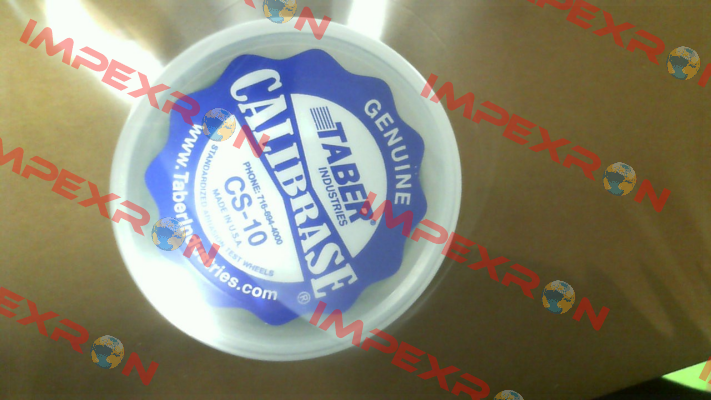 GENUINE
TABER®
INDUSTRIES
CALIBRASE®
PHONE: 716-694-4000
CS-10
MADE IN U.S.A.
STANDARDIZED TEST WHEELS
www.TaberIndustries.com
IMPEXRON
IMPEXRON
IMPEXRON
IMPEXRON
IMPEXRON
IMPEXRON
IMPEXRON